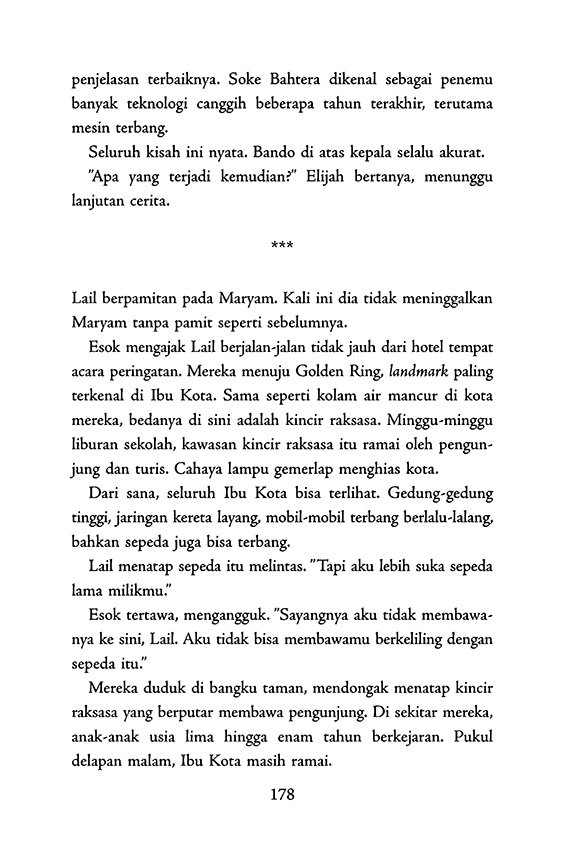 penjelasan terbaiknya. Soke Bahtera dikenal sebagai penemu
banyak teknologi canggih beberapa tahun terakhir, terutama
mesin terbang.
Seluruh kisah ini nyata. Bando di atas kepala selalu akurat.
”Apa yang terjadi kemudian?” Elijah bertanya, menunggu
lanjutan cerita.
***
Lail berpamitan pada Maryam. Kali ini dia tidak meninggalkan
Maryam tanpa pamit seperti sebelumnya.
Esok mengajak Lail berjalan-jalan tidak jauh dari hotel tempat
acara peringatan. Mereka menuju Golden Ring, landmark paling
terkenal di Ibu Kota. Sama seperti kolam air mancur di kota
mereka, bedanya di sini adalah kincir raksasa. Minggu-minggu
liburan sekolah, kawasan kincir raksasa itu ramai oleh pengun-
jung dan turis. Cahaya lampu gemerlap menghias kota.
Dari sana, seluruh Ibu Kota bisa terlihat. Gedung-gedung
tinggi, jaringan kereta layang, mobil-mobil terbang berlalu-lalang,
bahkan sepeda juga bisa terbang.
Lail menatap sepeda itu melintas. ”Tapi aku lebih suka sepeda
lama milikmu.”
Esok tertawa, mengangguk. ”Sayangnya aku tidak membawa-
nya ke sini, Lail. Aku tidak bisa membawamu berkeliling dengan
sepeda itu.”
Mereka duduk di bangku taman, mendongak menatap kincir
raksasa yang berputar membawa pengunjung. Di sekitar mereka,
anak-anak usia lima hingga enam tahun berkejaran. Pukul
delapan malam, Ibu Kota masih ramai.
178